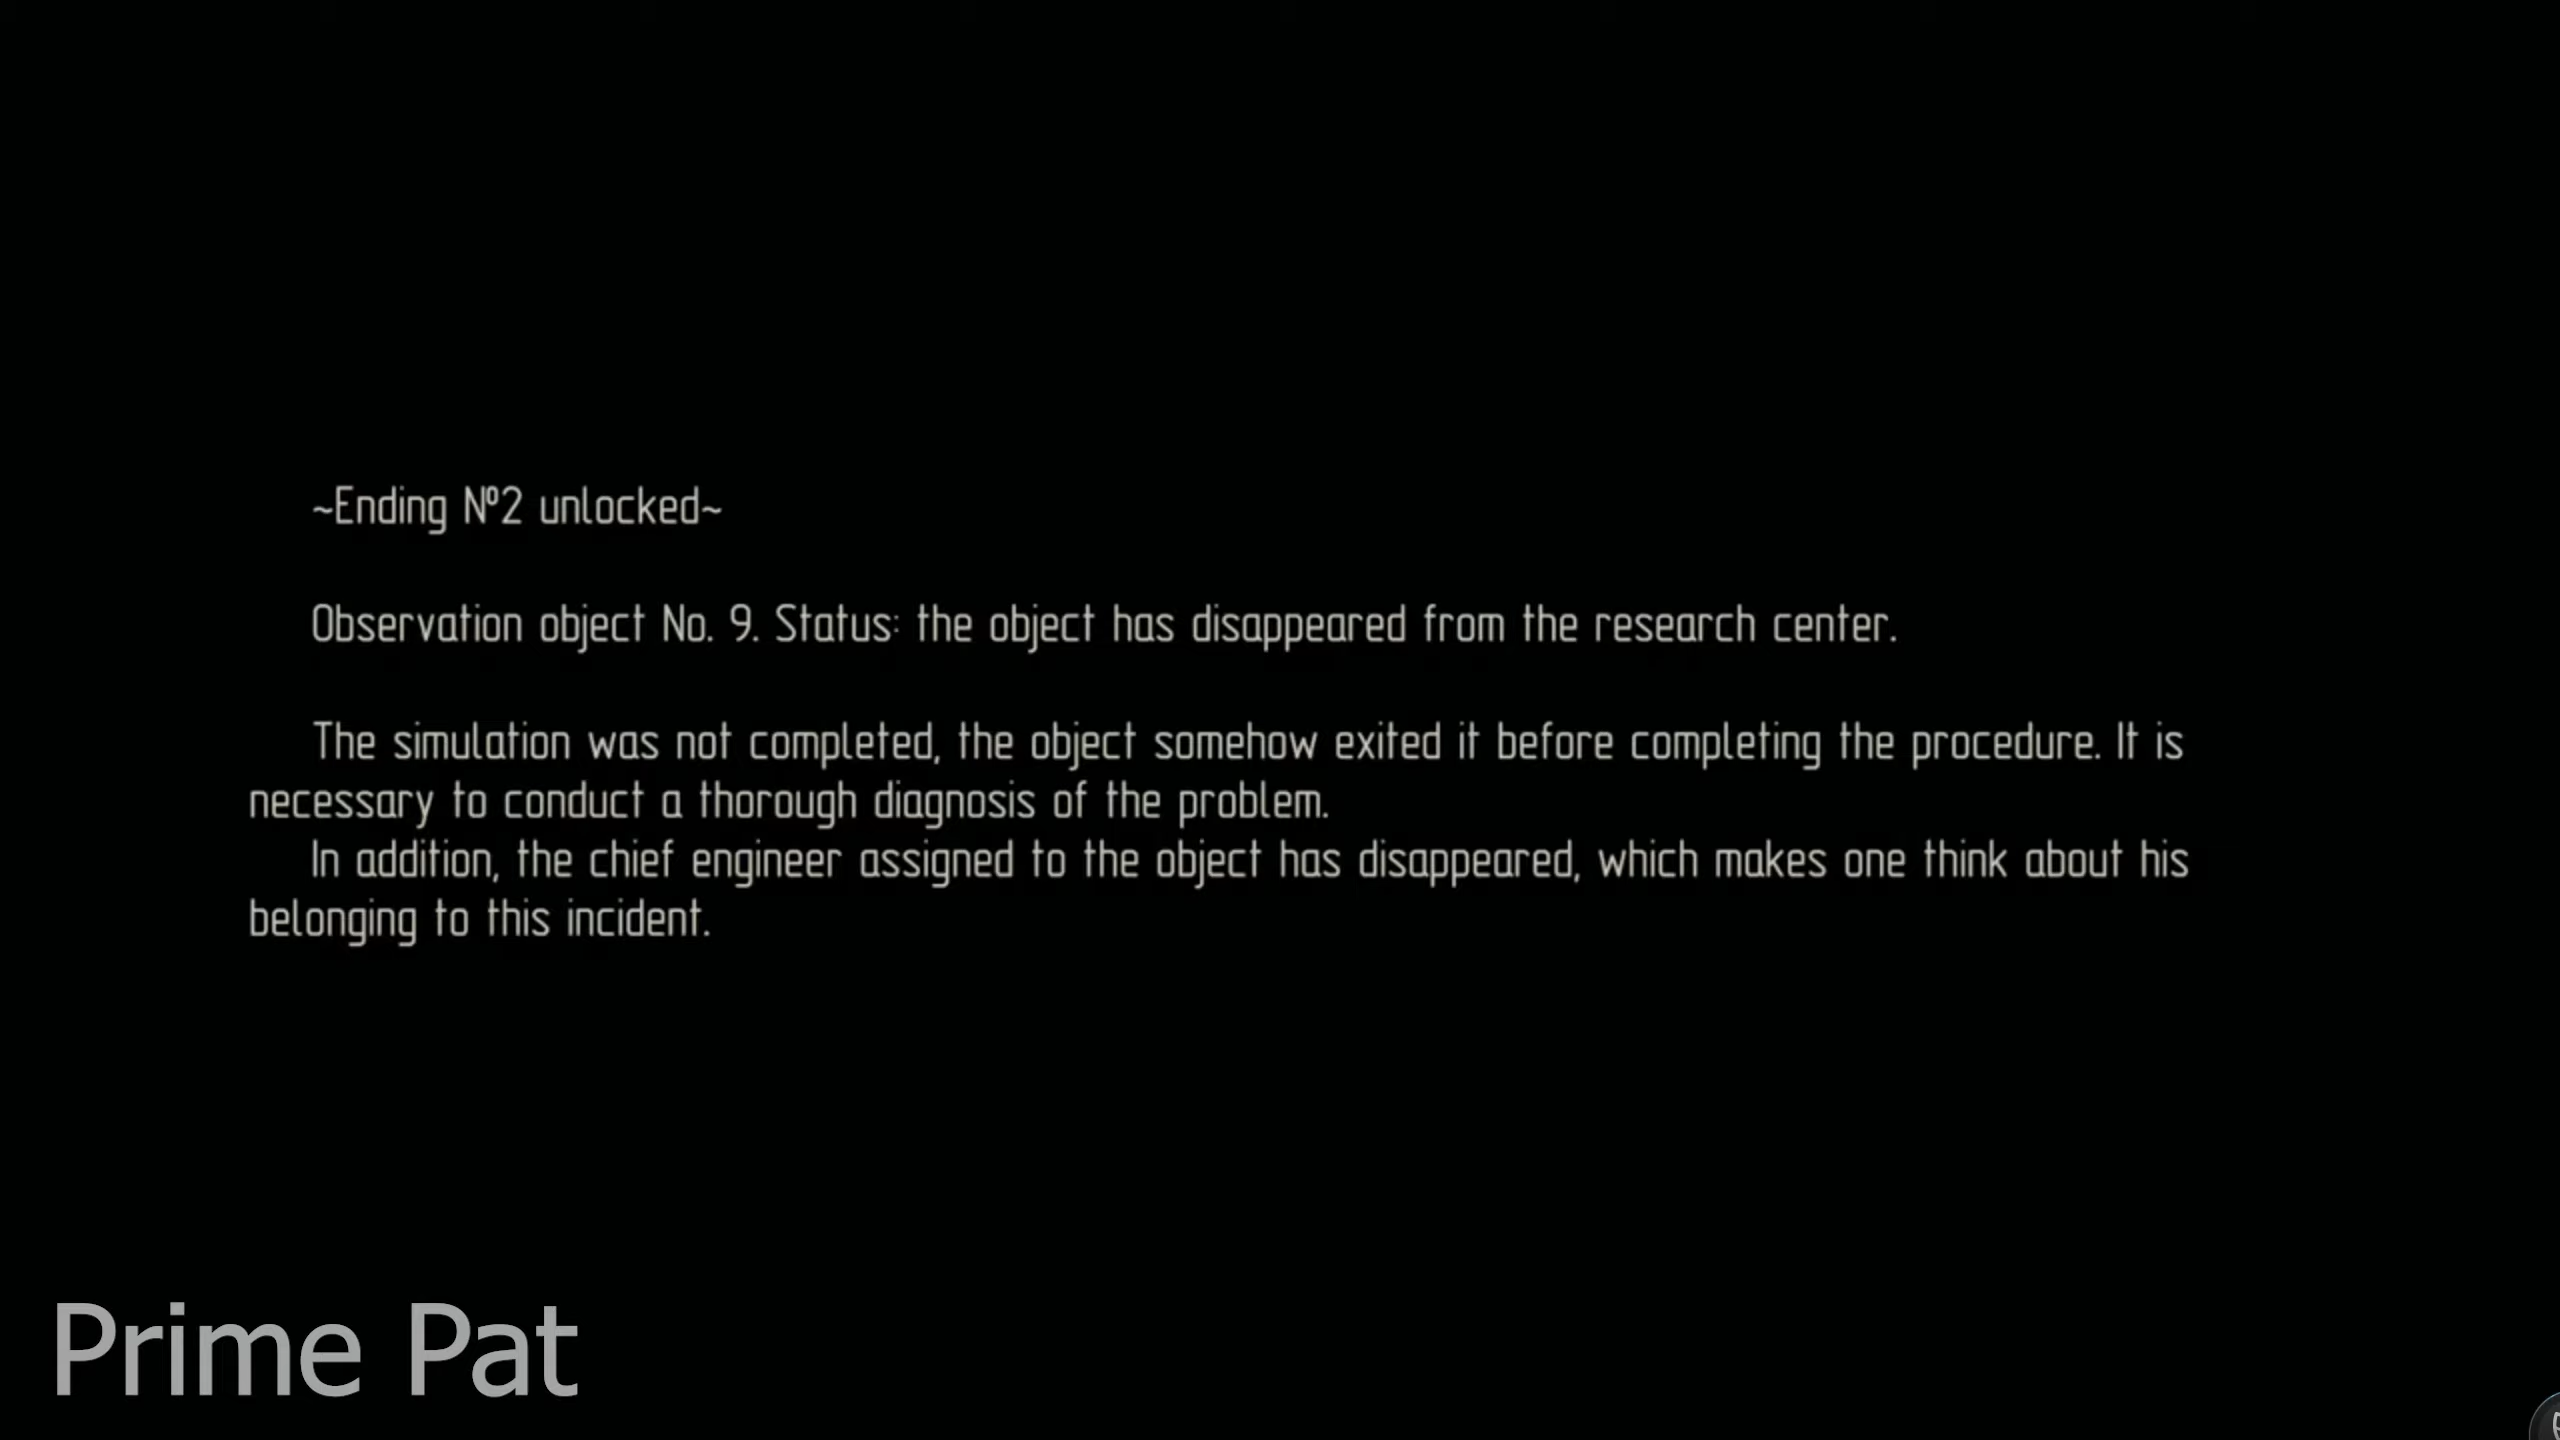 ~Ending Nº2 unlocked~
Observation object No. 9. Status: the object has disappeared from the research center.
The simulation was not completed, the object somehow exited it before completing the procedure. It is
necessary to conduct a thorough diagnosis of the problem.
In addition, the chief engineer assigned to the object has disappeared, which makes one think about his
belonging to this incident.
Prime Pat